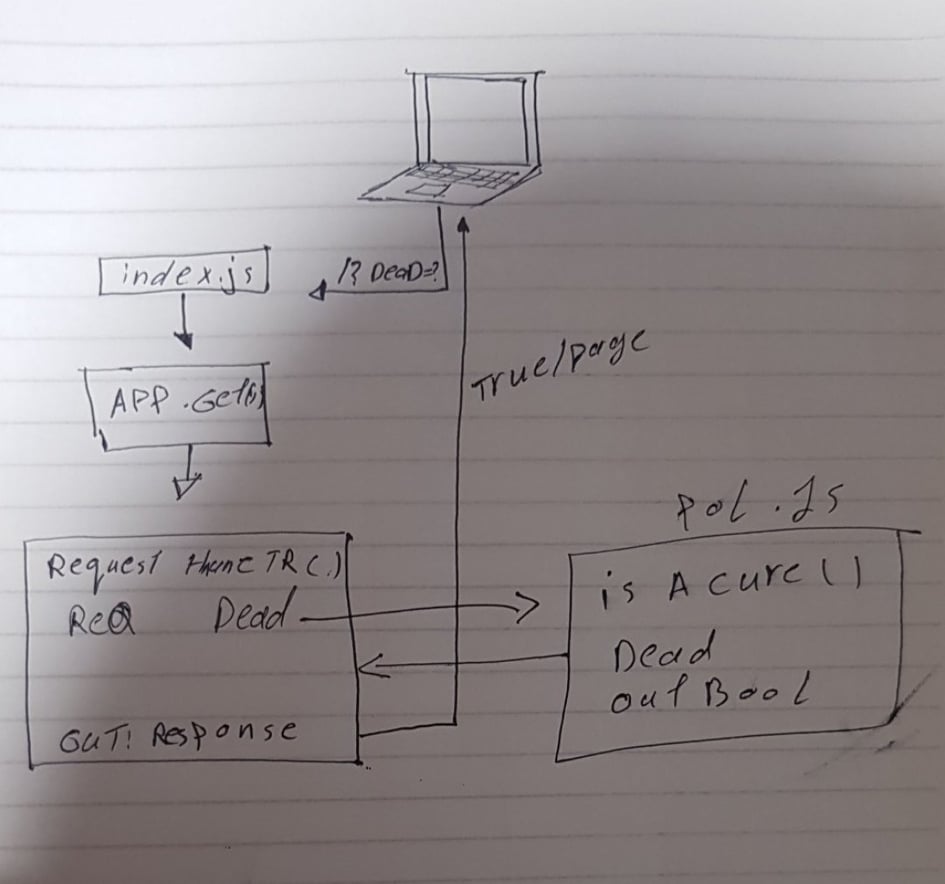 index.js
/? DeaD=?
APP.Get()
True/page
Pol.Js
Request
ReQ Dead
OUT! Response
is A cure()
Dead
out Bool